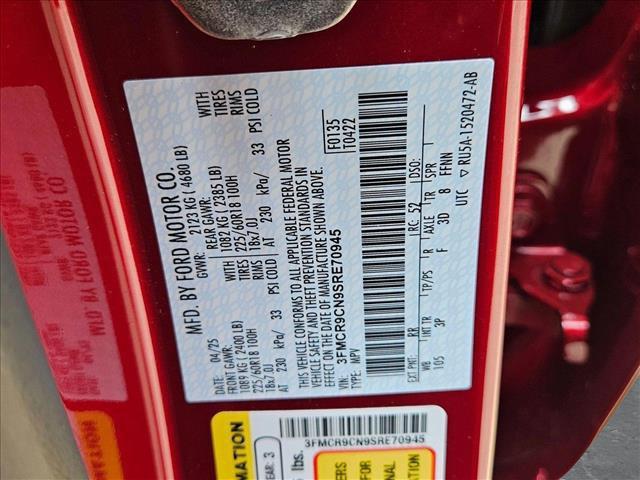 MFD. BY FORD MOTOR CO.
DATE: 04/25
GVWR: 2123 KG ( 4680 LB)
FRONT GAWR: REAR GAWR: WITH
1089 KG ( 2400 LB) 1082 KG ( 2385 LB) TIRES
225/60R18 100H 225/60R18 100H RIMS
18x7.0J TIRES 18x7.0J
AT 230 kPa/ 33 PSI COLD AT 230 kPa/ 33 PSI COLD
WITH
TIRES
RIMS
THIS VEHICLE CONFORMS TO ALL APPLICABLE FEDERAL MOTOR
VEHICLE SAFETY AND THEFT PREVENTION STANDARDS IN
EFFECT ON THE DATE OF MANUFACTURE SHOWN ABOVE.
VIN: 3FMCR9CN9SRE70945
TYPE: MPV
F0135
T0422
EXT PNT: RR RC: 52 DSO:
WB INT TR TP/PS R AXLE TR SPR
105 3P F 3D 8 FFNN
UTC RU5A-1520472-AB
3FMCR9CN9SRE70945
YEAR: 3
lbs.